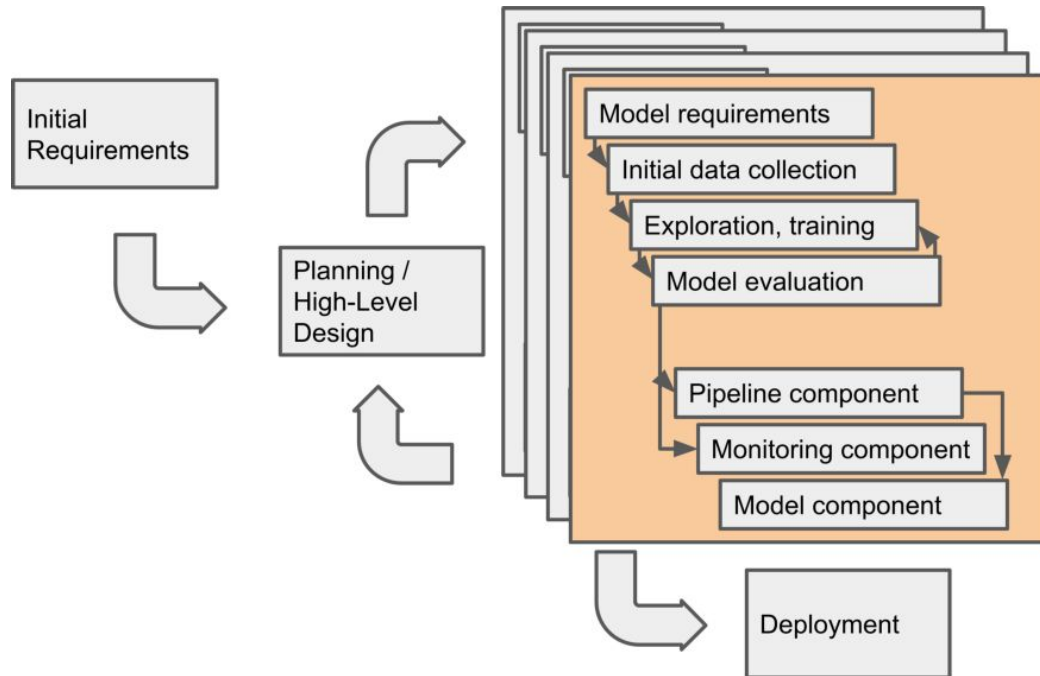 Initial
Requirements
Planning /
High-Level
Design
Model requirements
Initial data collection
Exploration, training
Model evaluation
Pipeline component
Monitoring component
Model component
Deployment